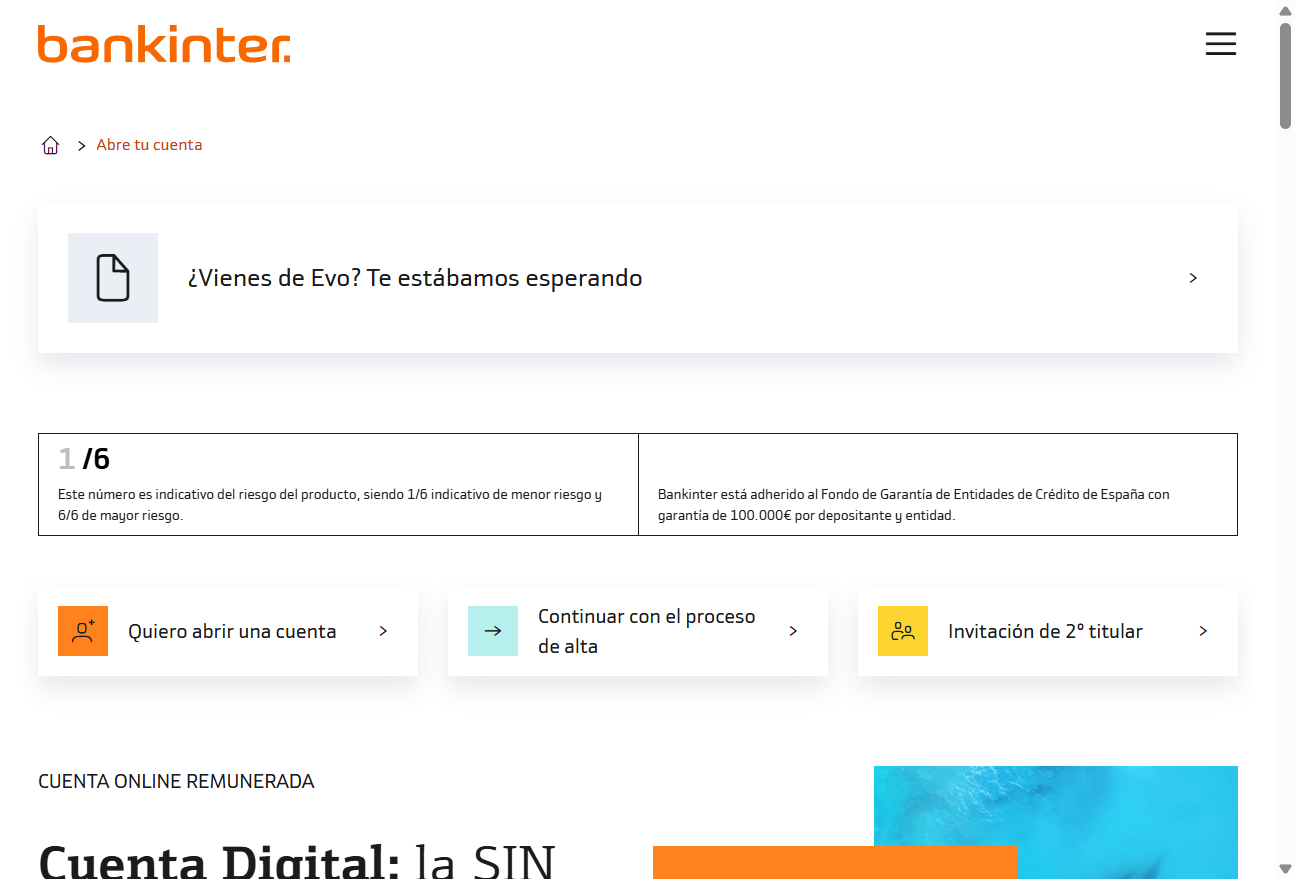 bankinter.
Abre tu cuenta
¿Vienes de Evo? Te estábamos esperando
1 /6
Este número es indicativo del riesgo del producto, siendo 1/6 indicativo de menor riesgo y
6/6 de mayor riesgo.
Bankinter está adherido al Fondo de Garantía de Entidades de Crédito de España con
garantía de 100.000€ por depositante y entidad.
Quiero abrir una cuenta
Continuar con el proceso
de alta
Invitación de 2º titular
CUENTA ONLINE REMUNERADA
Cuenta Digital: la SIN